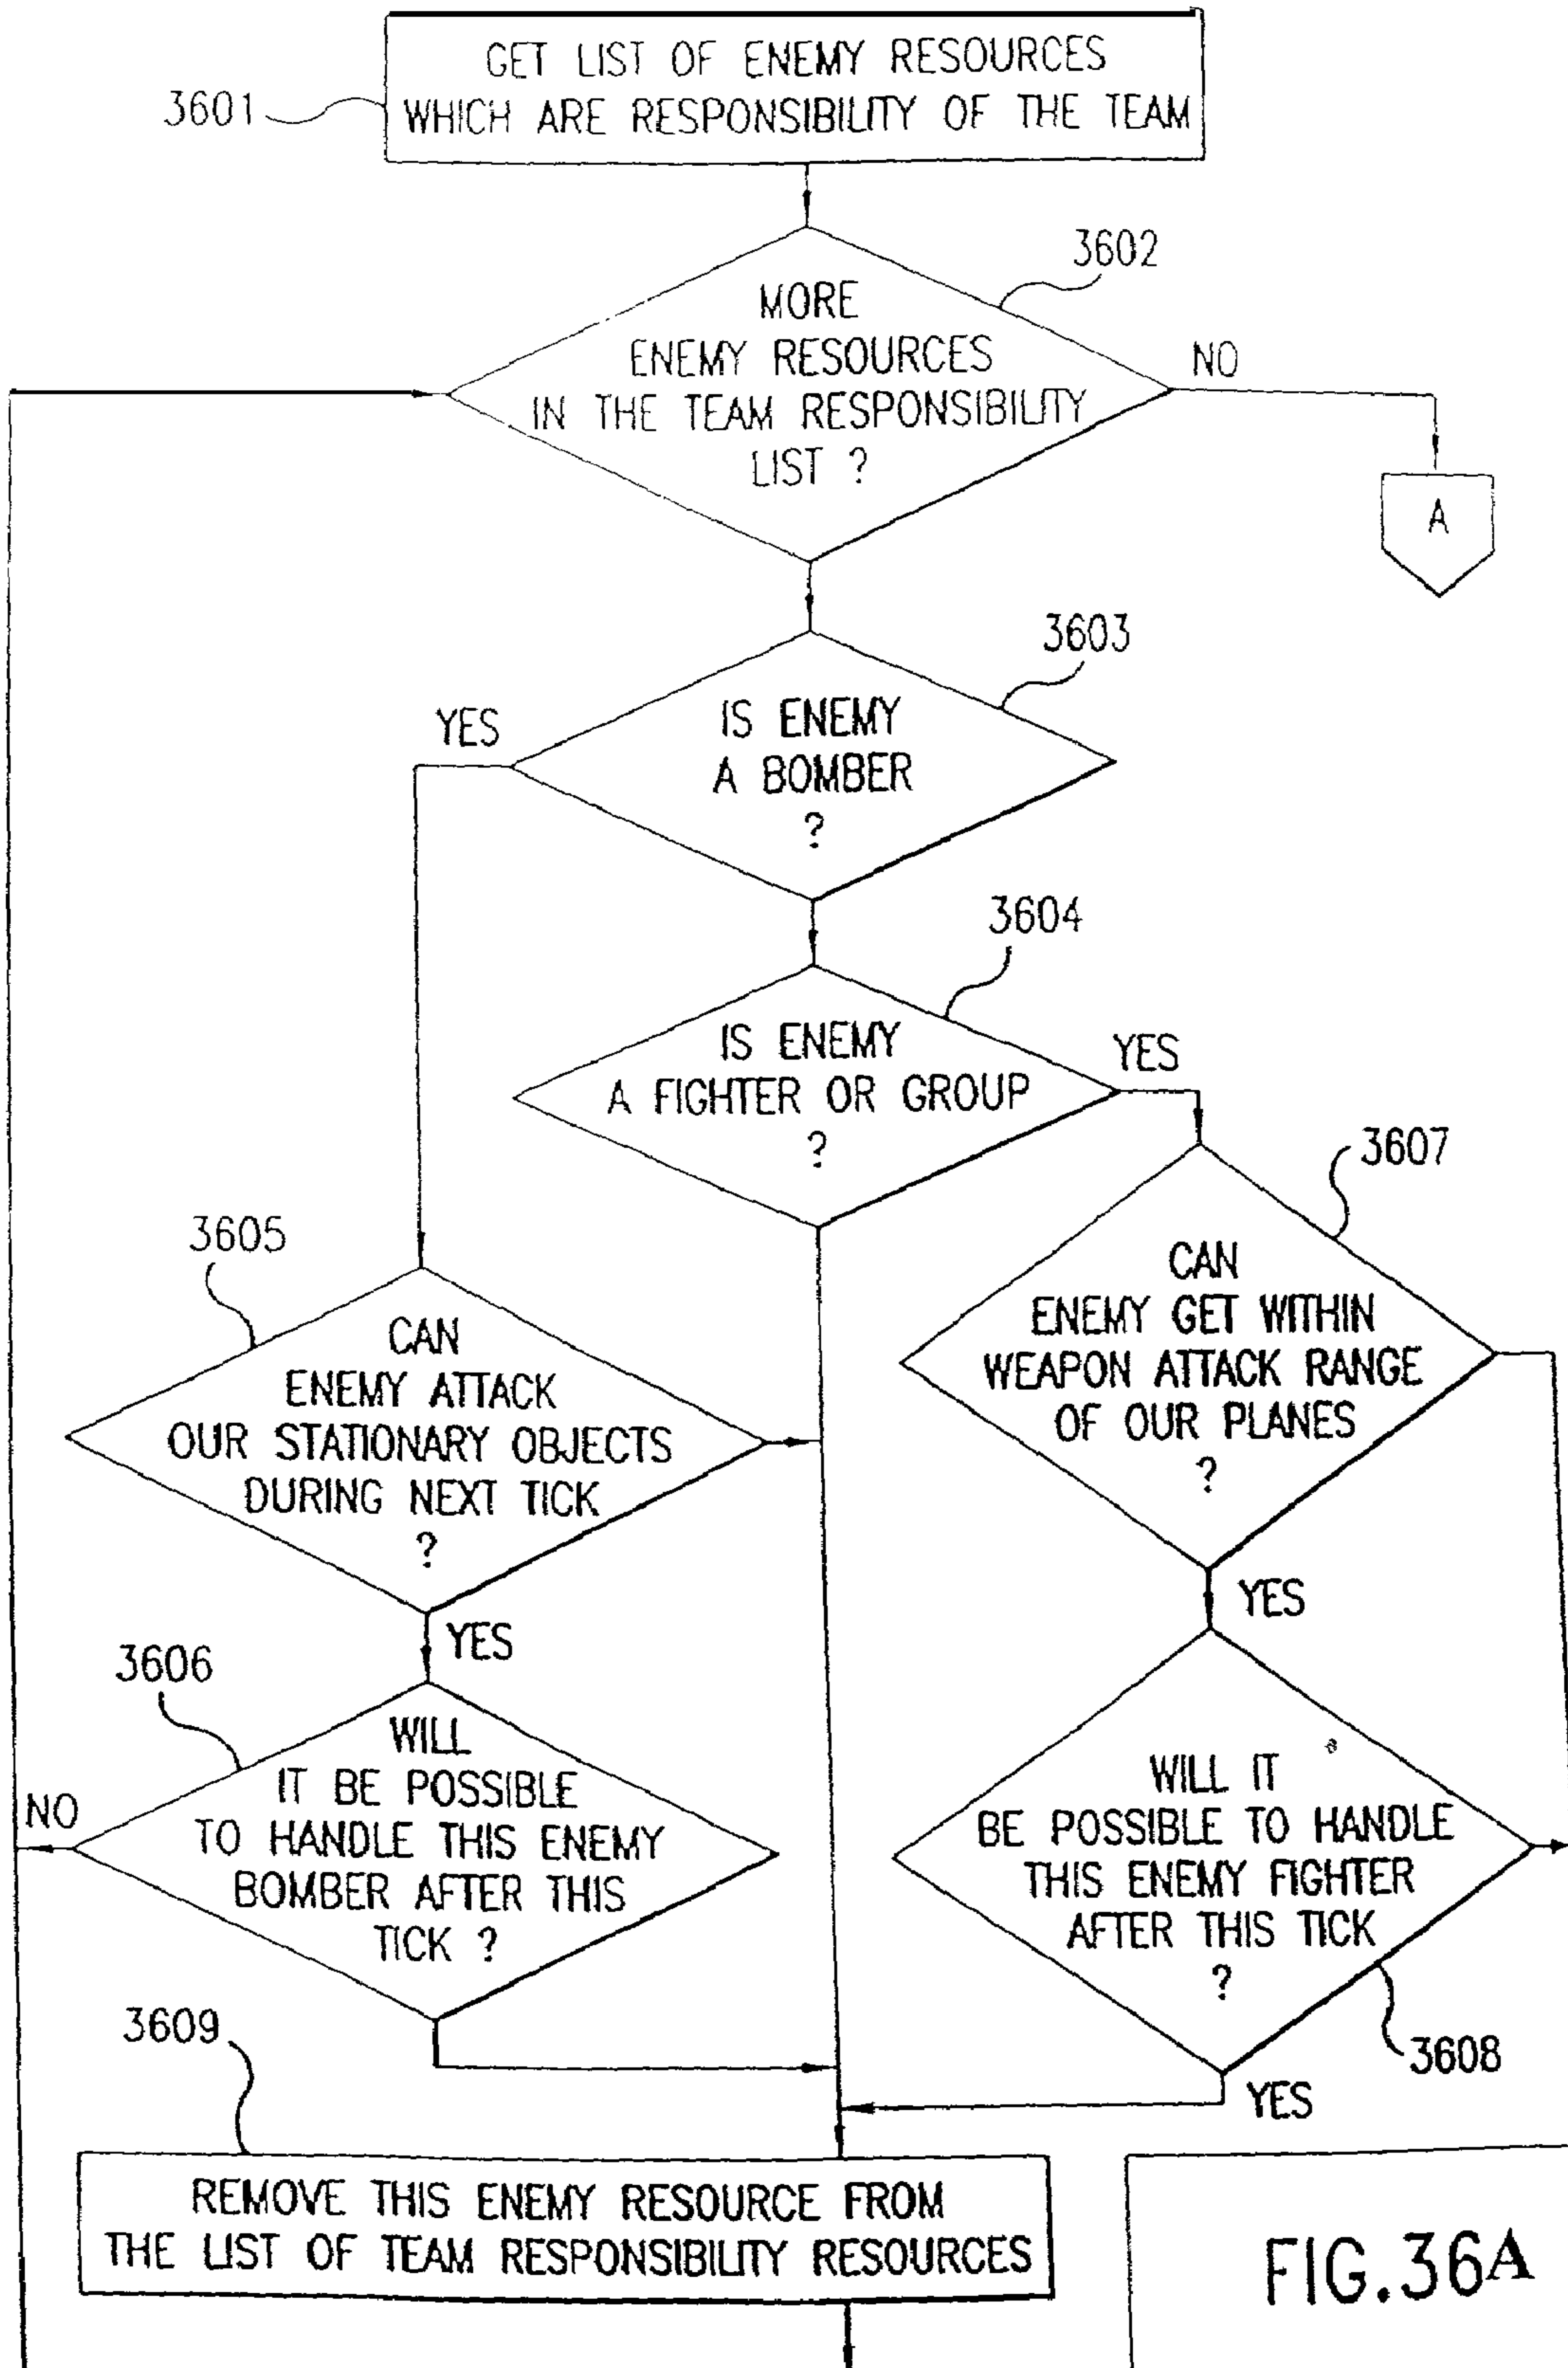 GET LIST OF ENEMY RESOURCES
WHICH ARE RESPONSIBILITY OF THE TEAM
3601
3602
MORE
ENEMY RESOURCES
IN THE TEAM RESPONSIBILITY
LIST ?
NO
A
3603
YES
IS ENEMY
A BOMBER
?
3604
IS ENEMY
A FIGHTER OR GROUP
?
YES
3607
3605
CAN
ENEMY ATTACK
OUR STATIONARY OBJECTS
DURING NEXT TICK
?
CAN
ENEMY GET WITHIN
WEAPON ATTACK RANGE
OF OUR PLANES
?
YES
YES
3606
WILL
IT BE POSSIBLE
TO HANDLE THIS ENEMY
BOMBER AFTER THIS
TICK ?
NO
WILL IT
BE POSSIBLE TO HANDLE
THIS ENEMY FIGHTER
AFTER THIS TICK
?
3608
YES
3609
REMOVE THIS ENEMY RESOURCE FROM
THE LIST OF TEAM RESPONSIBILITY RESOURCES
FIG.36A